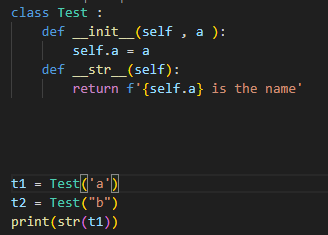 class Test :
    def __init__(self , a ):
        self.a = a
    def __str__(self):
        return f'{self.a} is the name'
t1 = Test('a')
t2 = Test("b")
print(str(t1))